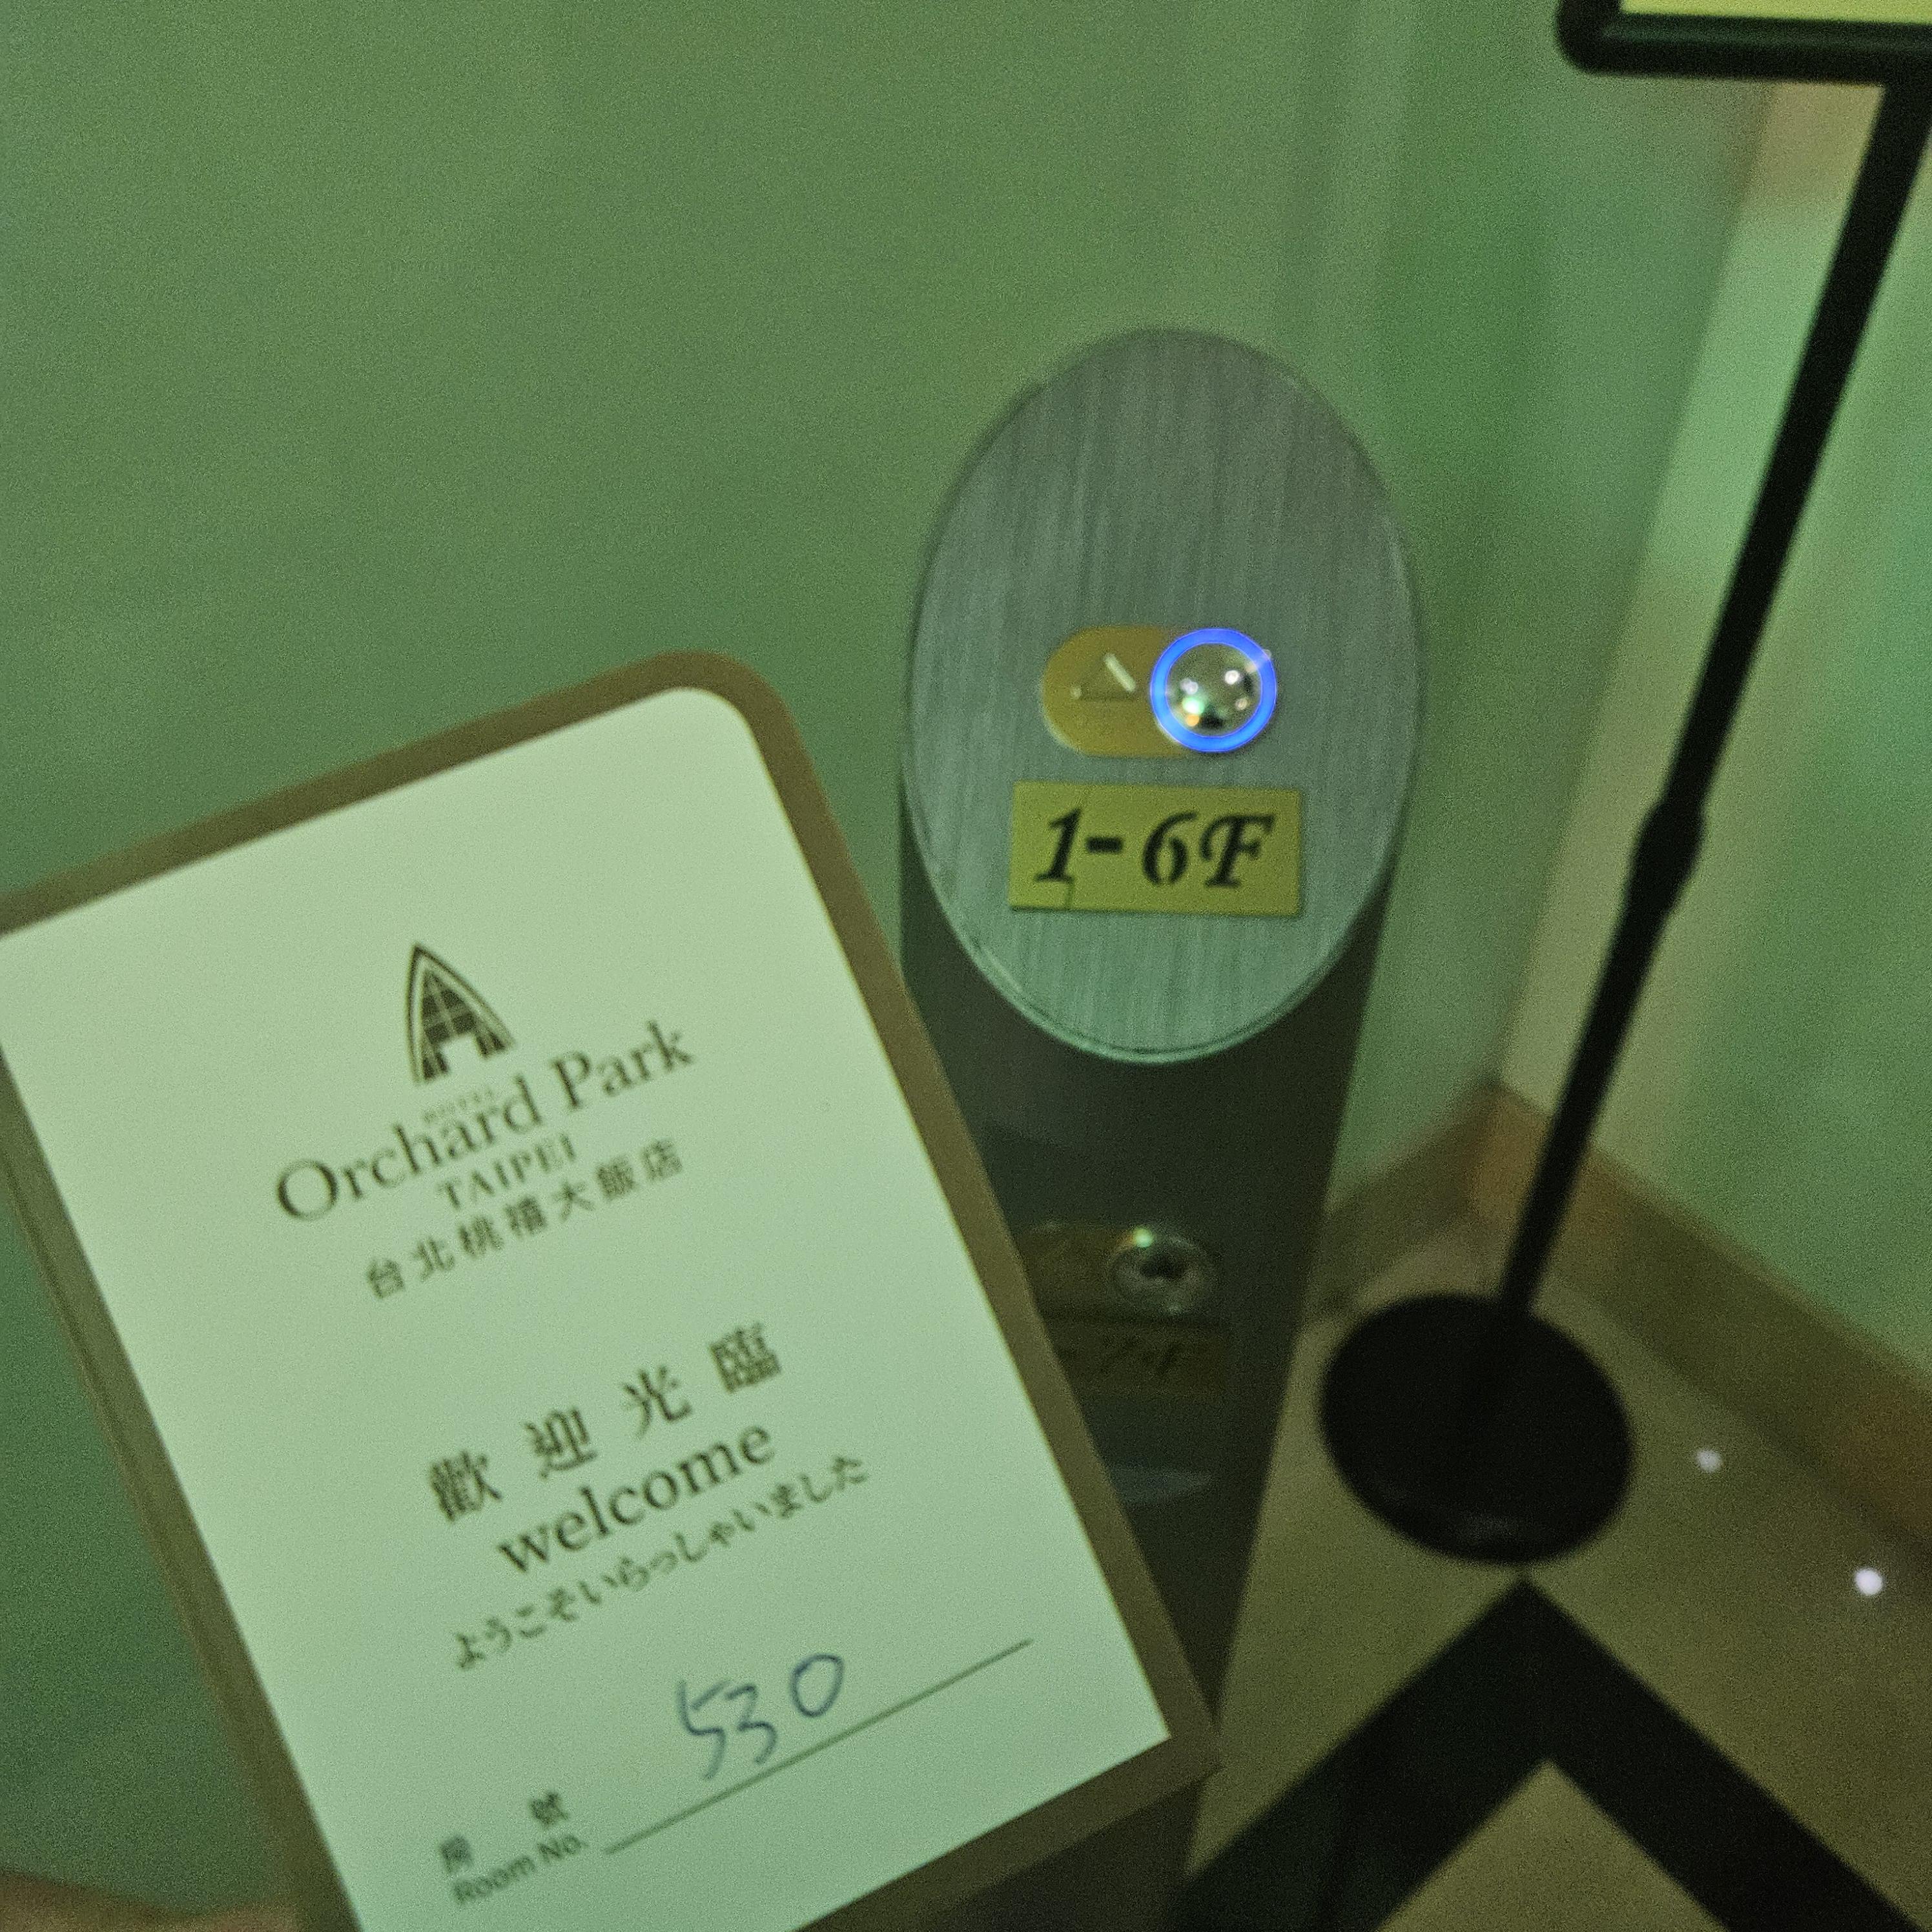 1-6F
HOTEL
Orchard Park
TAIPEI
台北桃禧大飯店
歡迎光臨
welcome
ようこそいらっしゃいました
530
房號
Room No.